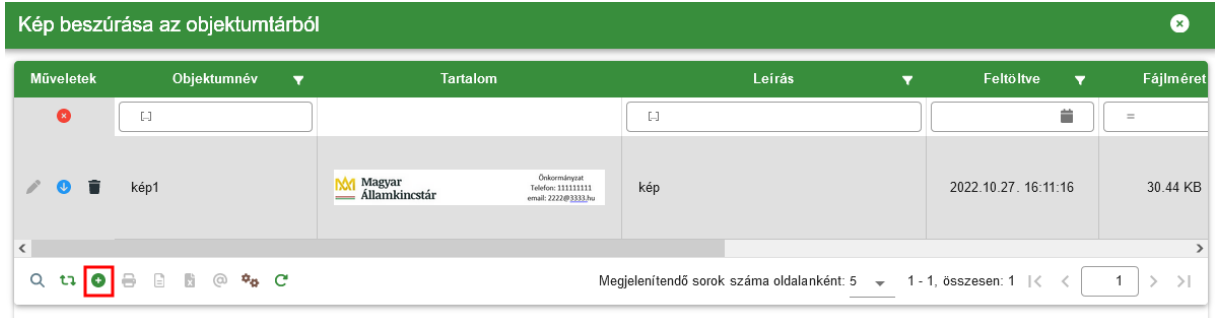 Kép beszúrása az objektumtárból
Műveletek Objektumnév Tartalom Leírás Feltöltve Fájlméret
[..] [..] =
kép1 Magyar Államkincstár Önkormányzat Telefon: 111111111 email: 2222@3333.hu kép 2022.10.27. 16:11:16 30.44 KB
Megjelenítendő sorok száma oldalanként: 5 1 - 1, összesen: 1 |< < 1 > >|